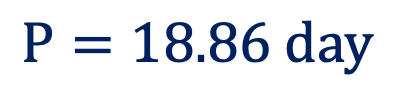 P = 18.86 day